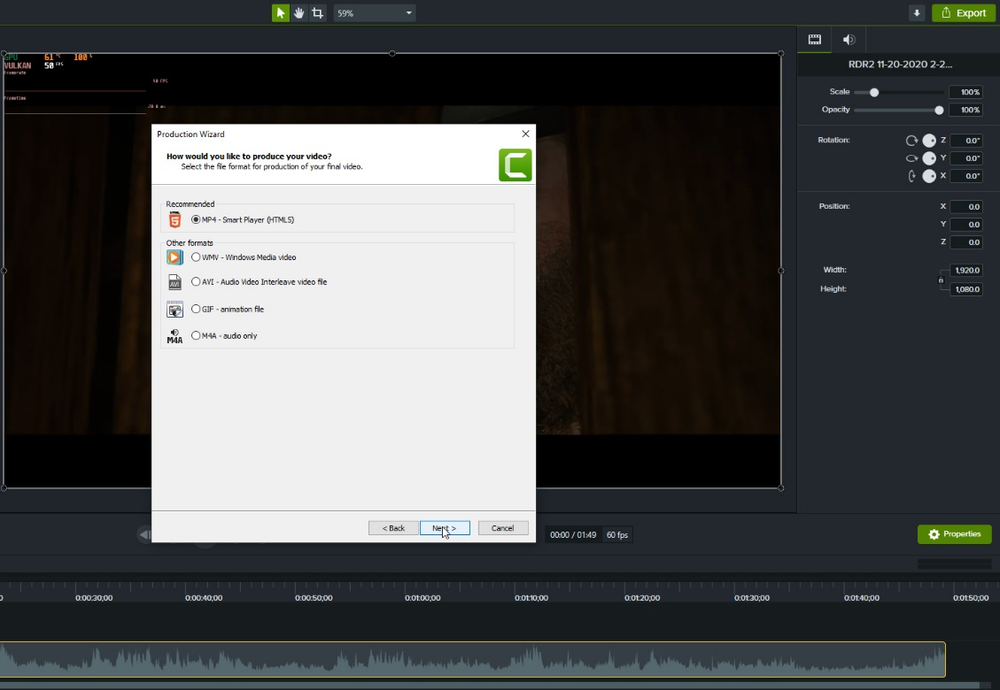 59%
Export
GPU 61 °C 100 %
VULKAN 50 FPS
Framerate
50 FPS
Frametime
RDR2 11-20-2020 2-2...
Scale 100%
Opacity 100%
Rotation: Z 0.0°
Y 0.0°
X 0.0°
Position: X 0.0
Y 0.0
Z 0.0
Width: 1,920.0
Height: 1,080.0
Production Wizard
How would you like to produce your video?
Select the file format for production of your final video.
Recommended
HTML 5
MP4 - Smart Player (HTML5)
Other formats
WMV - Windows Media video
AVI
AVI - Audio Video Interleave video file
GIF - animation file
M4A
M4A - audio only
< Back
Next >
Cancel
00:00 / 01:49 60 fps
Properties
0:00:30;00 0:00:40;00 0:00:50;00 0:01:00;00 0:01:10;00 0:01:20;00 0:01:30;00 0:01:40;00 0:01:50;00